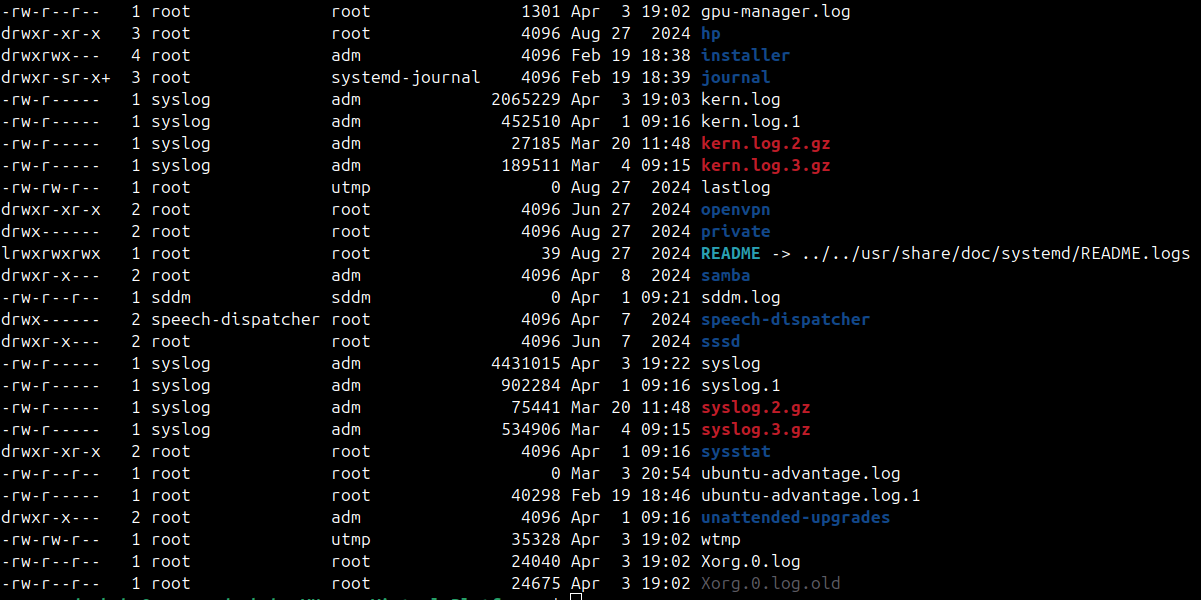 -rw-r--r--   1 root              root               1301 Apr  3 19:02 gpu-manager.log
drwxr-xr-x   3 root              root               4096 Aug 27  2024 hp
drwxrwx---   4 root              adm                4096 Feb 19 18:38 installer
drwxr-sr-x+  3 root              systemd-journal    4096 Feb 19 18:39 journal
-rw-r-----   1 syslog            adm             2065229 Apr  3 19:03 kern.log
-rw-r-----   1 syslog            adm              452510 Apr  1 09:16 kern.log.1
-rw-r-----   1 syslog            adm               27185 Mar 20 11:48 kern.log.2.gz
-rw-r-----   1 syslog            adm              189511 Mar  4 09:15 kern.log.3.gz
-rw-rw-r--   1 root              utmp                  0 Aug 27  2024 lastlog
drwxr-xr-x   2 root              root               4096 Jun 27  2024 openvpn
drwx------   2 root              root               4096 Aug 27  2024 private
lrwxrwxrwx   1 root              root                 39 Aug 27  2024 README -> ../../usr/share/doc/systemd/README.logs
drwxr-x---   2 root              adm                4096 Apr  8  2024 samba
-rw-r--r--   1 sddm              sddm                  0 Apr  1 09:21 sddm.log
drwx------   2 speech-dispatcher root               4096 Apr  7  2024 speech-dispatcher
drwxr-x---   2 root              root               4096 Jun  7  2024 sssd
-rw-r-----   1 syslog            adm             4431015 Apr  3 19:22 syslog
-rw-r-----   1 syslog            adm              902284 Apr  1 09:16 syslog.1
-rw-r-----   1 syslog            adm               75441 Mar 20 11:48 syslog.2.gz
-rw-r-----   1 syslog            adm              534906 Mar  4 09:15 syslog.3.gz
drwxr-xr-x   2 root              root               4096 Apr  1 09:16 sysstat
-rw-r--r--   1 root              root                  0 Mar  3 20:54 ubuntu-advantage.log
-rw-r-----   1 root              root              40298 Feb 19 18:46 ubuntu-advantage.log.1
drwxr-x---   2 root              adm                4096 Apr  1 09:16 unattended-upgrades
-rw-rw-r--   1 root              utmp              35328 Apr  3 19:02 wtmp
-rw-r--r--   1 root              root              24040 Apr  3 19:02 Xorg.0.log
-rw-r--r--   1 root              root              24675 Apr  3 19:02 Xorg.0.log.old